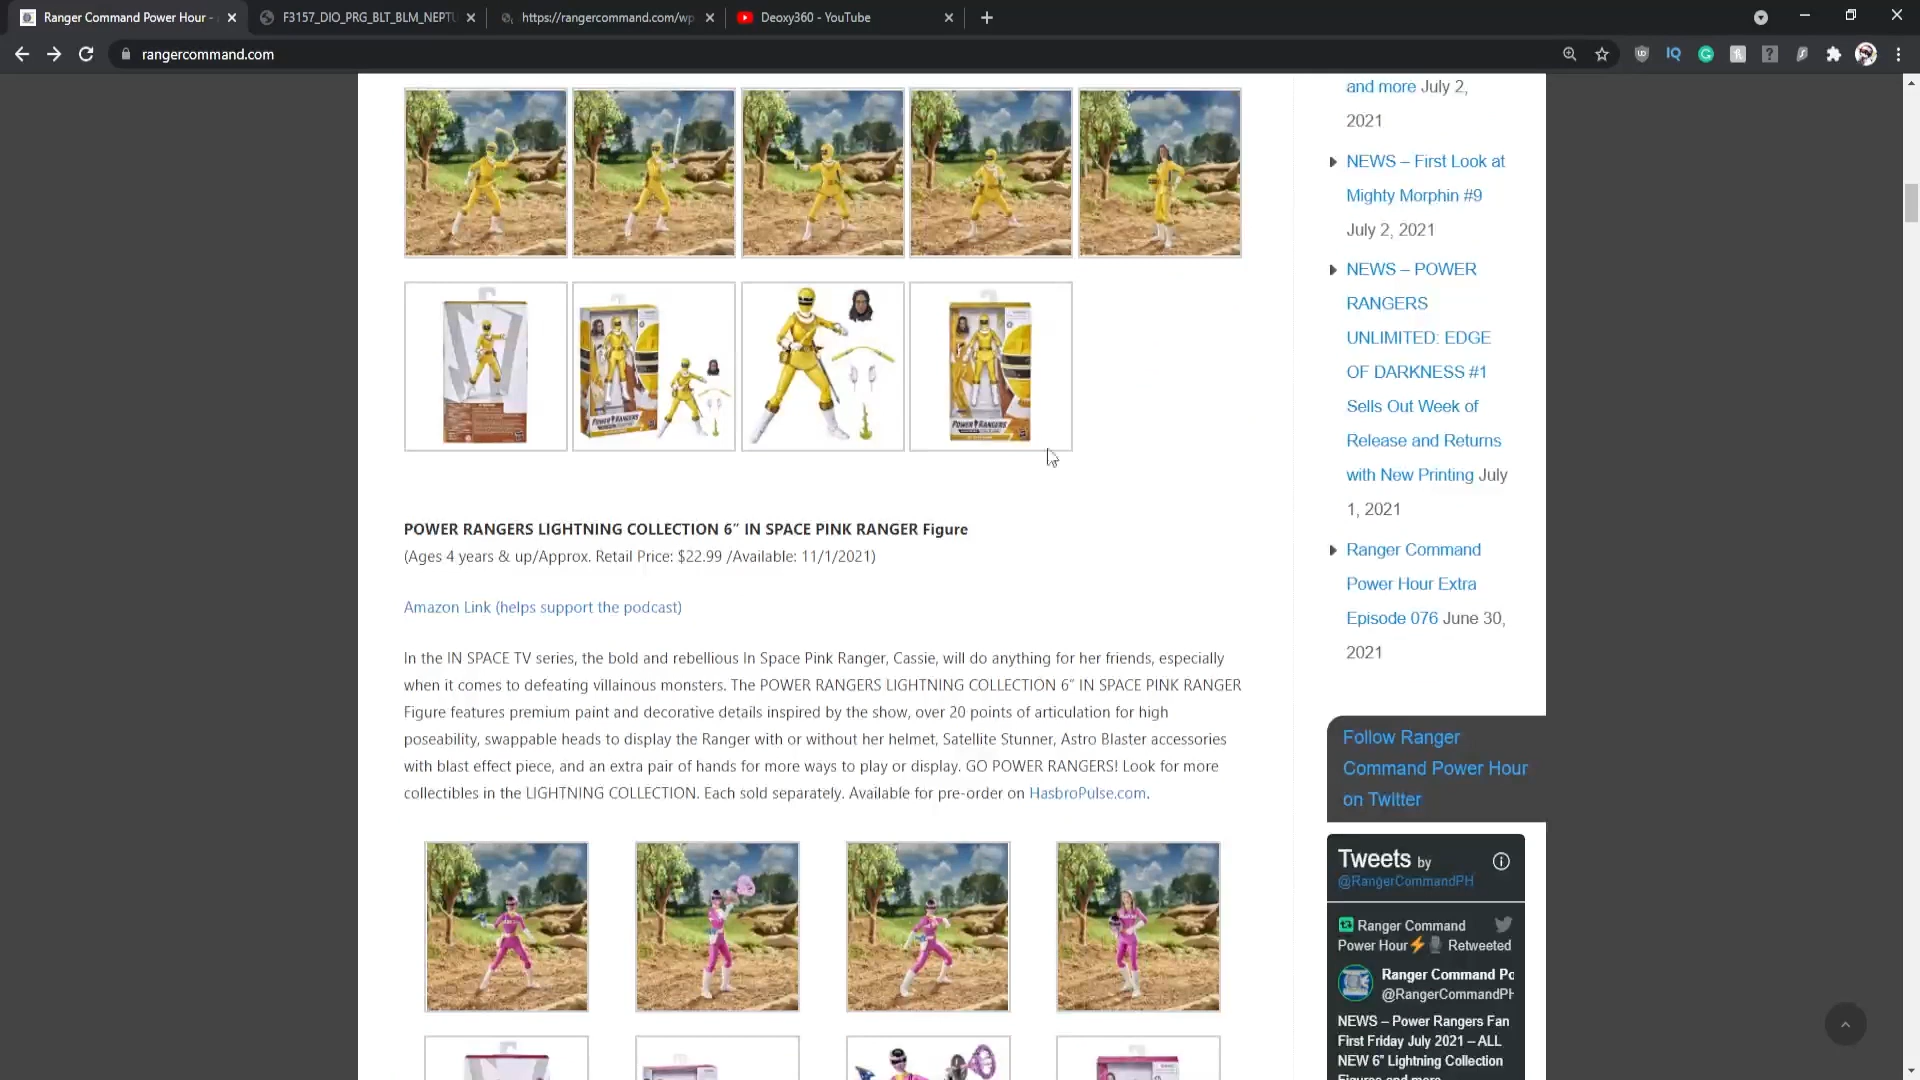 Ranger Command Power Hour -
F3157_DIO_PRG_BLT_BLM_NEPTU
https://rangercommand.com/wp
Deoxy360 - YouTube
rangercommand.com
and more July 2,
2021
NEWS – First Look at
Mighty Morphin #9
July 2, 2021
NEWS – POWER
RANGERS
UNLIMITED: EDGE
OF DARKNESS #1
Sells Out Week of
Release and Returns
with New Printing July
1, 2021
Ranger Command
Power Hour Extra
Episode 076 June 30,
2021
POWER RANGERS
POWER RANGERS
POWER RANGERS LIGHTNING COLLECTION 6″ IN SPACE PINK RANGER Figure
(Ages 4 years & up/Approx. Retail Price: $22.99 /Available: 11/1/2021)
Amazon Link (helps support the podcast)
In the IN SPACE TV series, the bold and rebellious In Space Pink Ranger, Cassie, will do anything for her friends, especially
when it comes to defeating villainous monsters. The POWER RANGERS LIGHTNING COLLECTION 6″ IN SPACE PINK RANGER
Figure features premium paint and decorative details inspired by the show, over 20 points of articulation for high
poseability, swappable heads to display the Ranger with or without her helmet, Satellite Stunner, Astro Blaster accessories
with blast effect piece, and an extra pair of hands for more ways to play or display. GO POWER RANGERS! Look for more
collectibles in the LIGHTNING COLLECTION. Each sold separately. Available for pre-order on HasbroPulse.com.
Follow Ranger
Command Power Hour
on Twitter
Tweets by
@RangerCommandPH
Ranger Command
Power Hour⚡🎙 Retweeted
Ranger Command Po
@RangerCommandPH
NEWS – Power Rangers Fan
First Friday July 2021 – ALL
NEW 6" Lightning Collection
Figures and more